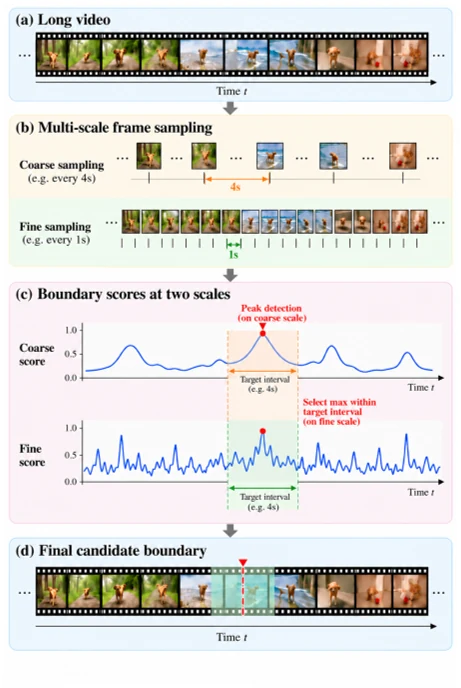 (a) Long video
... ...
Time t
(b) Multi-scale frame sampling
Coarse sampling
(e.g. every 4s)
... ... ... ... ... ...
4s
Fine sampling
(e.g. every 1s)
... ...
1s
(c) Boundary scores at two scales
Peak detection
(on coarse scale)
Coarse
score
1.0
0.5
0.0
Target interval
(e.g. 4s)
Time t
Select max within
target interval
(on fine scale)
Fine
score
1.0
0.5
0.0
Target interval
(e.g. 4s)
Time t
(d) Final candidate boundary
... ...
Time t